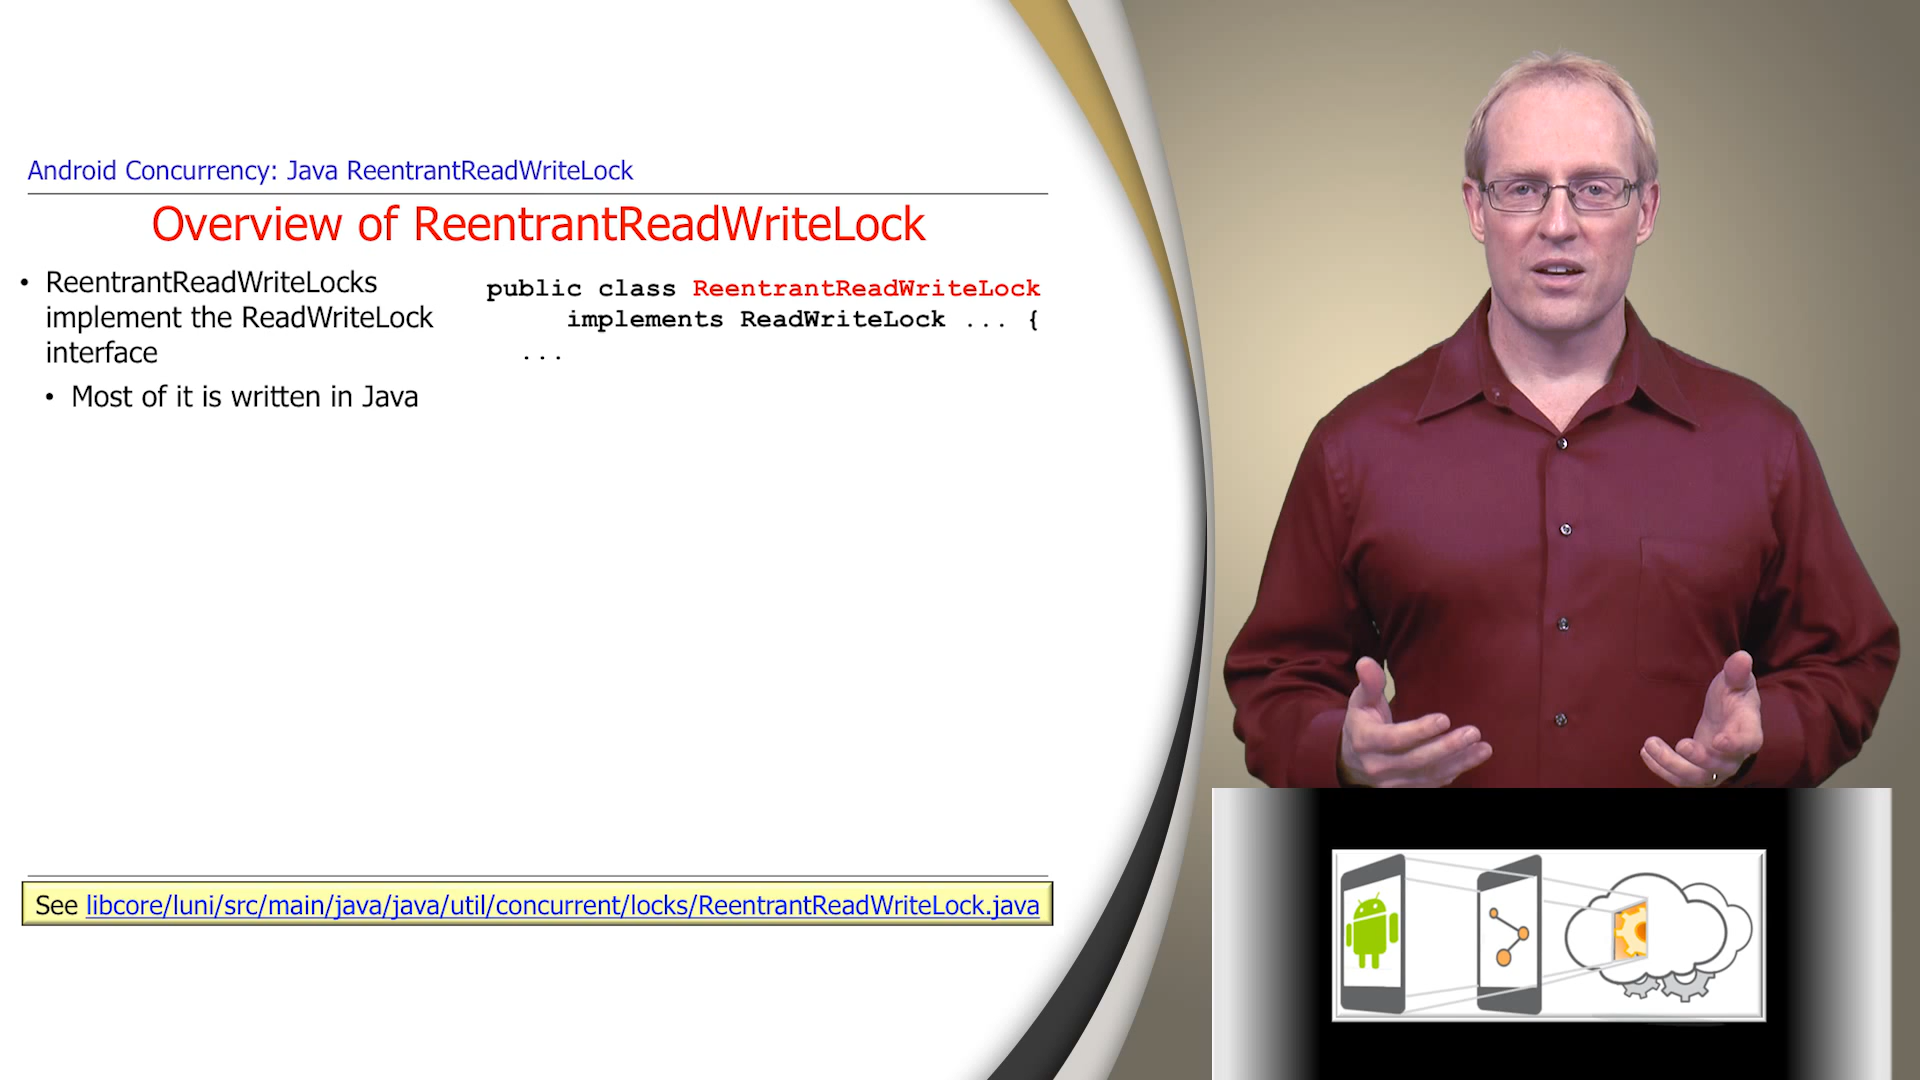 Android Concurrency: Java ReentrantReadWriteLock
Overview of ReentrantReadWriteLock
• ReentrantReadWriteLocks
implement the ReadWriteLock
interface
• Most of it is written in Java
public class ReentrantReadWriteLock
implements ReadWriteLock ... {
...
See libcore/luni/src/main/java/java/util/concurrent/locks/ReentrantReadWriteLock.java